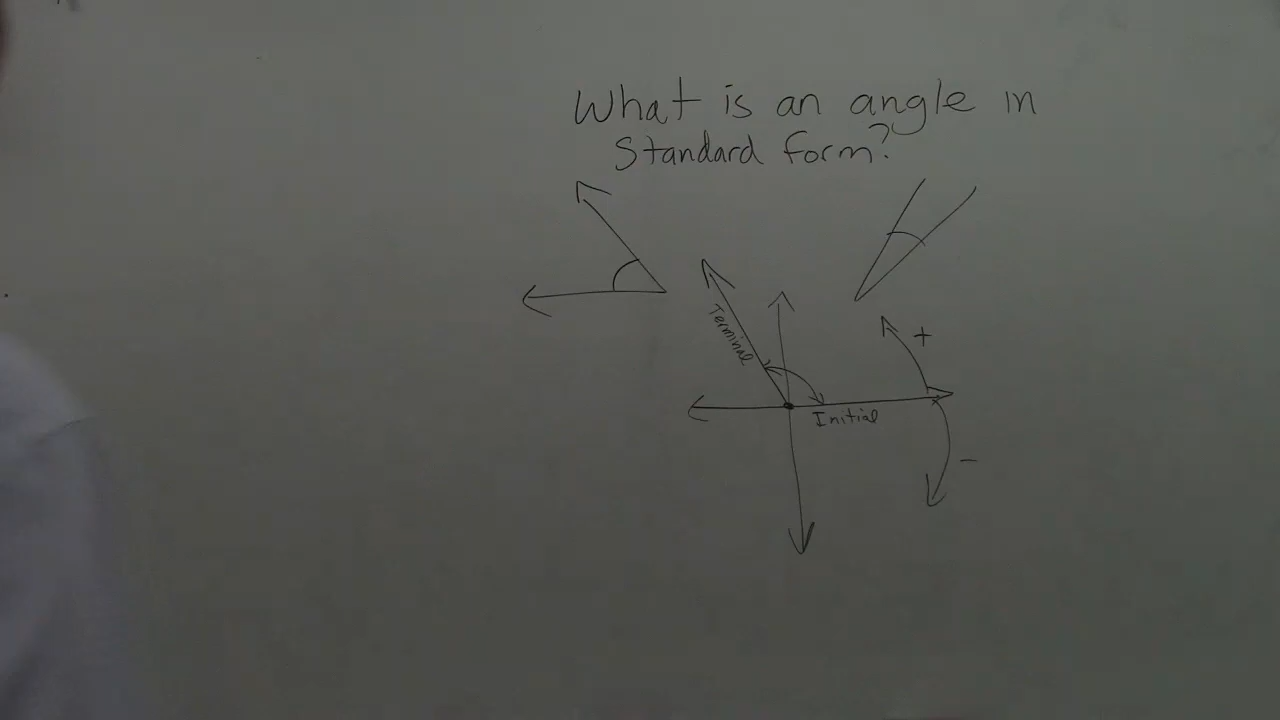 What is an angle in
Standard form?
Terminal
+
Initial
-